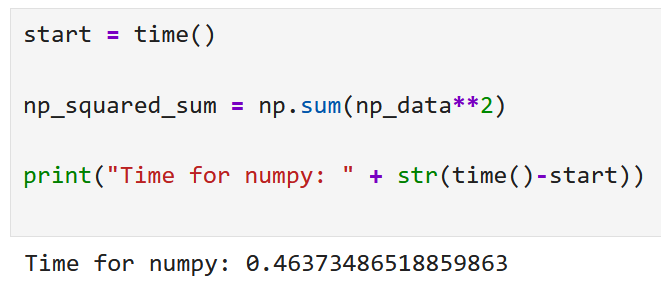 start = time()
np_squared_sum = np.sum(np_data**2)
print("Time for numpy: " + str(time()-start))
Time for numpy: 0.46373486518859863